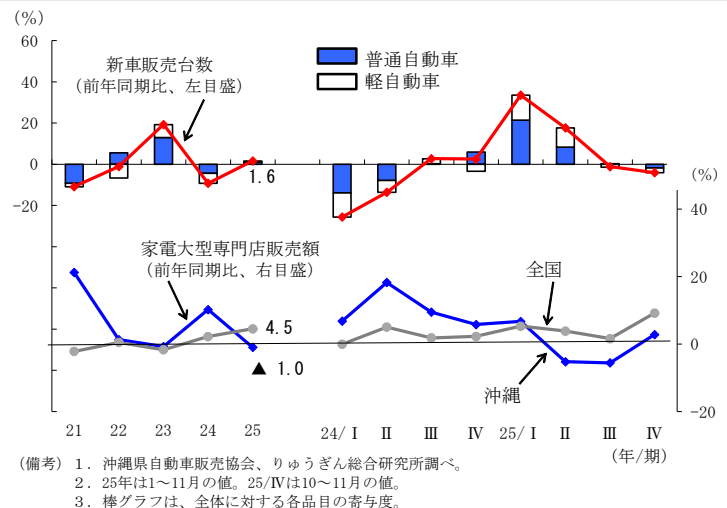 (%)
60
40
20
0
−20
新車販売台数
(前年同期比、左目盛)
普通自動車
軽自動車
1.6
(%)
40
20
0
−20
家電大型専門店販売額
(前年同期比、右目盛)
全国
4.5
▲ 1.0
沖縄
21 22 23 24 25 24/Ⅰ Ⅱ Ⅲ Ⅳ 25/Ⅰ Ⅱ Ⅲ Ⅳ
(年/期)
(備考) 1. 沖縄県自動車販売協会、りゅうぎん総合研究所調べ。
2. 25年は1~11月の値。25/Ⅳは10~11月の値。
3. 棒グラフは、全体に対する各品目の寄与度。